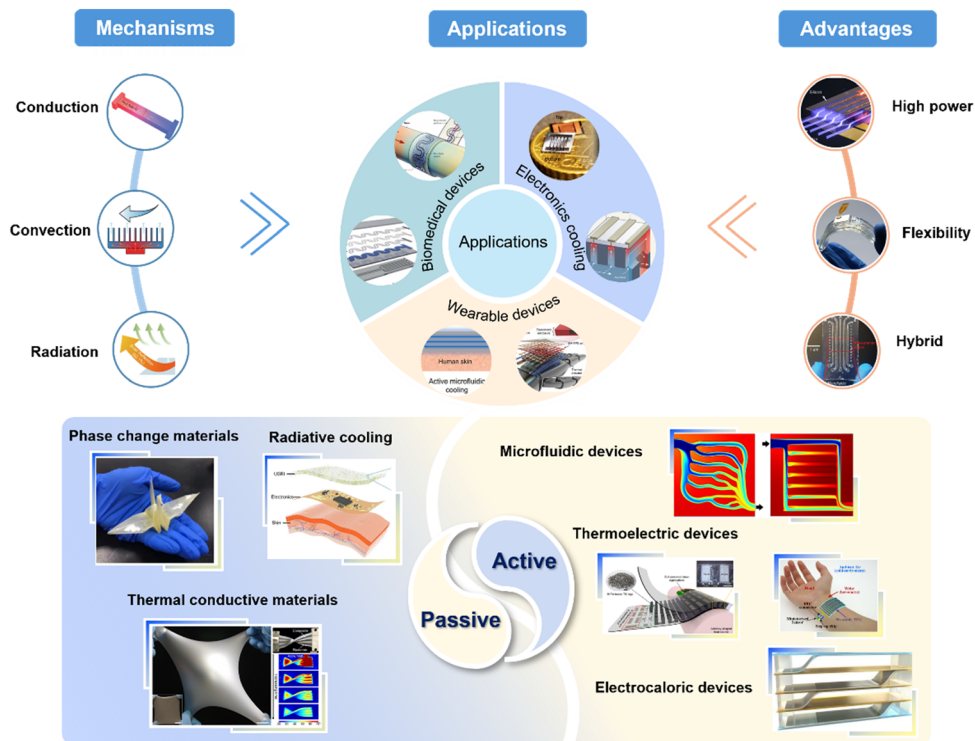 Mechanisms
Applications
Advantages
Conduction
Convection
Radiation
Biomedical devices
Electronics cooling
Applications
Wearable devices
Human skin
Active microfluidic
cooling
High power
Flexibility
Hybrid
Phase change materials
Radiative cooling
Electronics
Skin
Thermal conductive materials
Passive
Active
Microfluidic devices
Thermoelectric devices
Electrocaloric devices